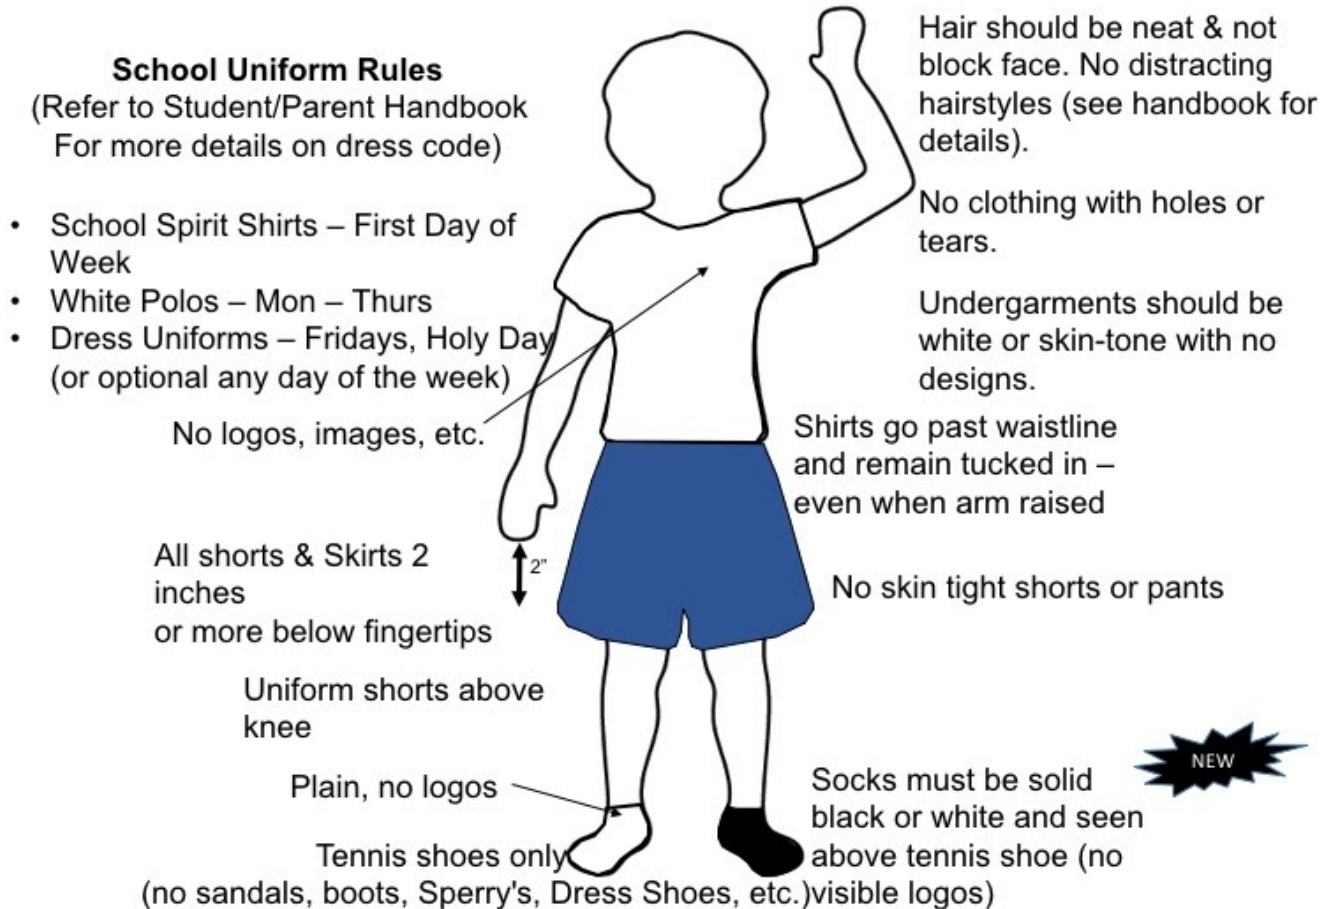 School Uniform Rules
(Refer to Student/Parent Handbook
For more details on dress code)
• School Spirit Shirts – First Day of
Week
• White Polos – Mon – Thurs
• Dress Uniforms – Fridays, Holy Day
(or optional any day of the week)
No logos, images, etc.
All shorts & Skirts 2
inches
or more below fingertips
2”
Uniform shorts above
knee
Plain, no logos
Tennis shoes only
(no sandals, boots, Sperry's, Dress Shoes, etc.)
Hair should be neat & not
block face. No distracting
hairstyles (see handbook for
details).
No clothing with holes or
tears.
Undergarments should be
white or skin-tone with no
designs.
Shirts go past waistline
and remain tucked in –
even when arm raised
No skin tight shorts or pants
NEW
Socks must be solid
black or white and seen
above tennis shoe (no
visible logos)